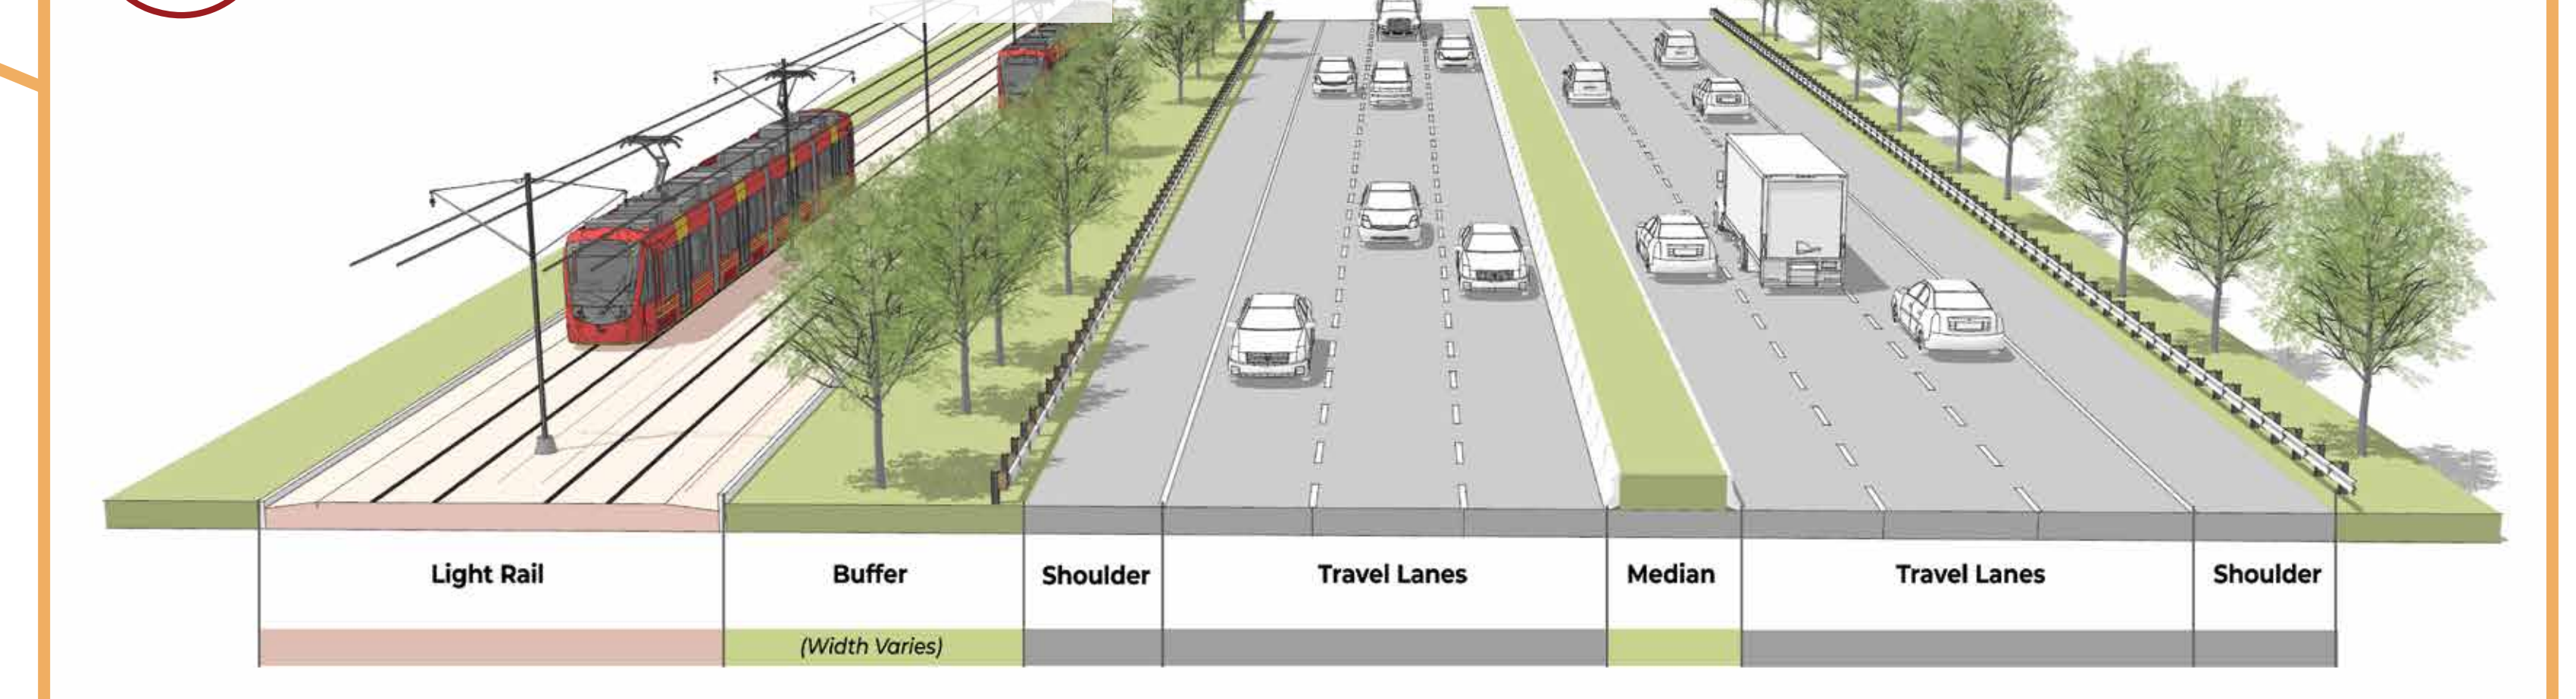 Light Rail
Buffer
Shoulder
Travel Lanes
Median
Travel Lanes
Shoulder
(Width Varies)